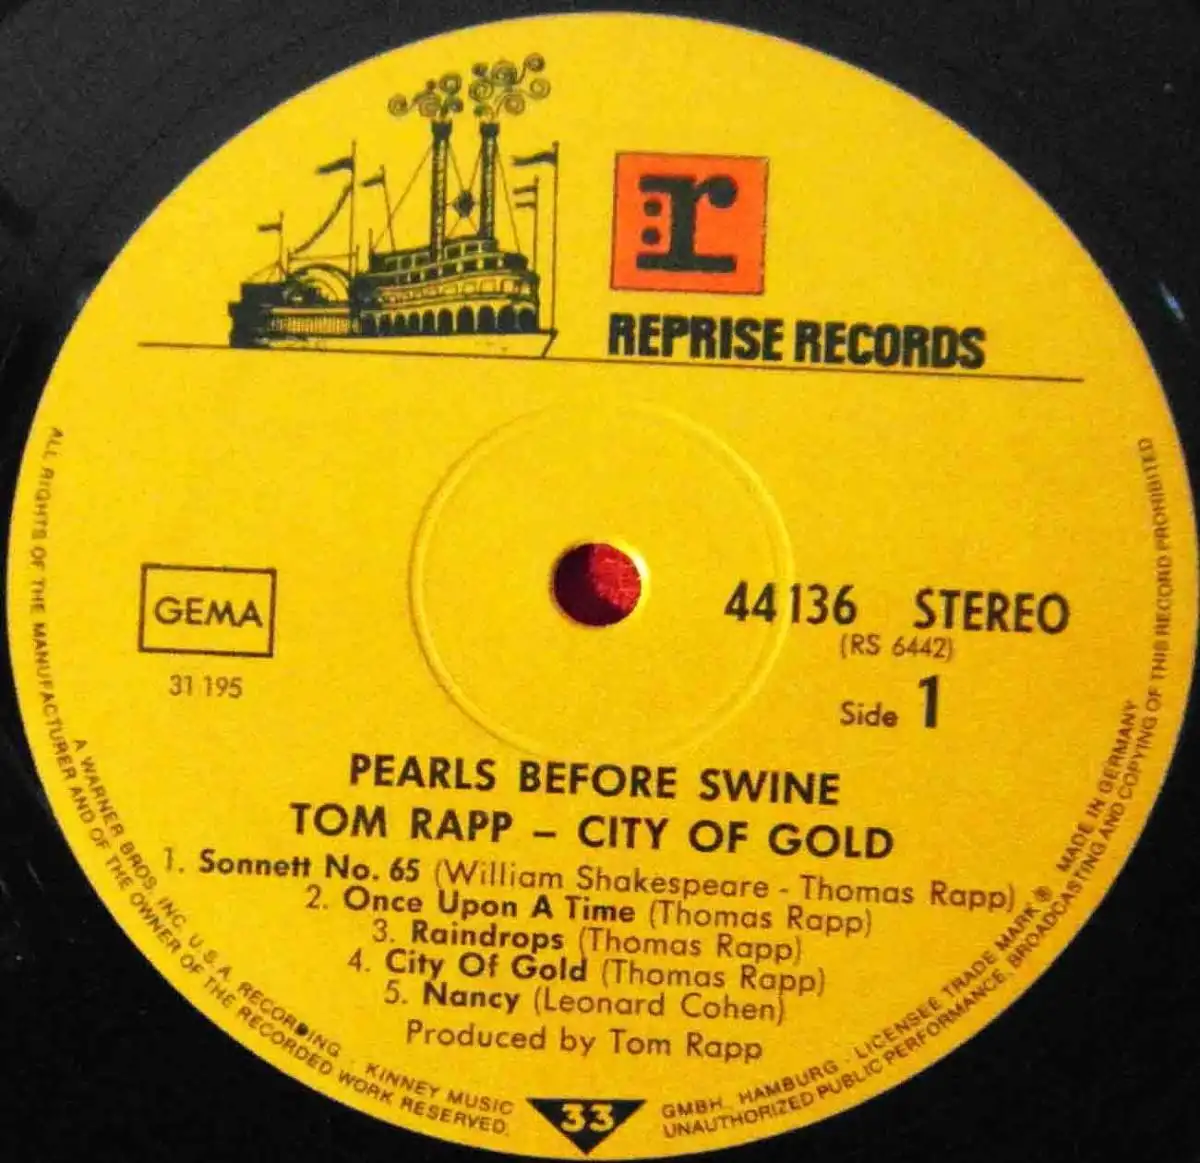 r
REPRISE RECORDS
GEMA
31 195
44 136 STEREO
(RS 6442)
Side 1
PEARLS BEFORE SWINE
TOM RAPP – CITY OF GOLD
1. Sonnett No. 65 (William Shakespeare - Thomas Rapp)
2. Once Upon A Time (Thomas Rapp)
3. Raindrops (Thomas Rapp)
4. City Of Gold (Thomas Rapp)
5. Nancy (Leonard Cohen)
Produced by Tom Rapp
33
A WARNER BROS. INC. U.S.A. RECORDING . KINNEY MUSIC GMBH. HAMBURG . LICENSEE TRADE MARK ® MADE IN GERMANY
ALL RIGHTS OF THE MANUFACTURER AND OF THE OWNER OF THE RECORDED WORK RESERVED. UNAUTHORIZED PUBLIC PERFORMANCE, BROADCASTING AND COPYING OF THIS RECORD PROHIBITED